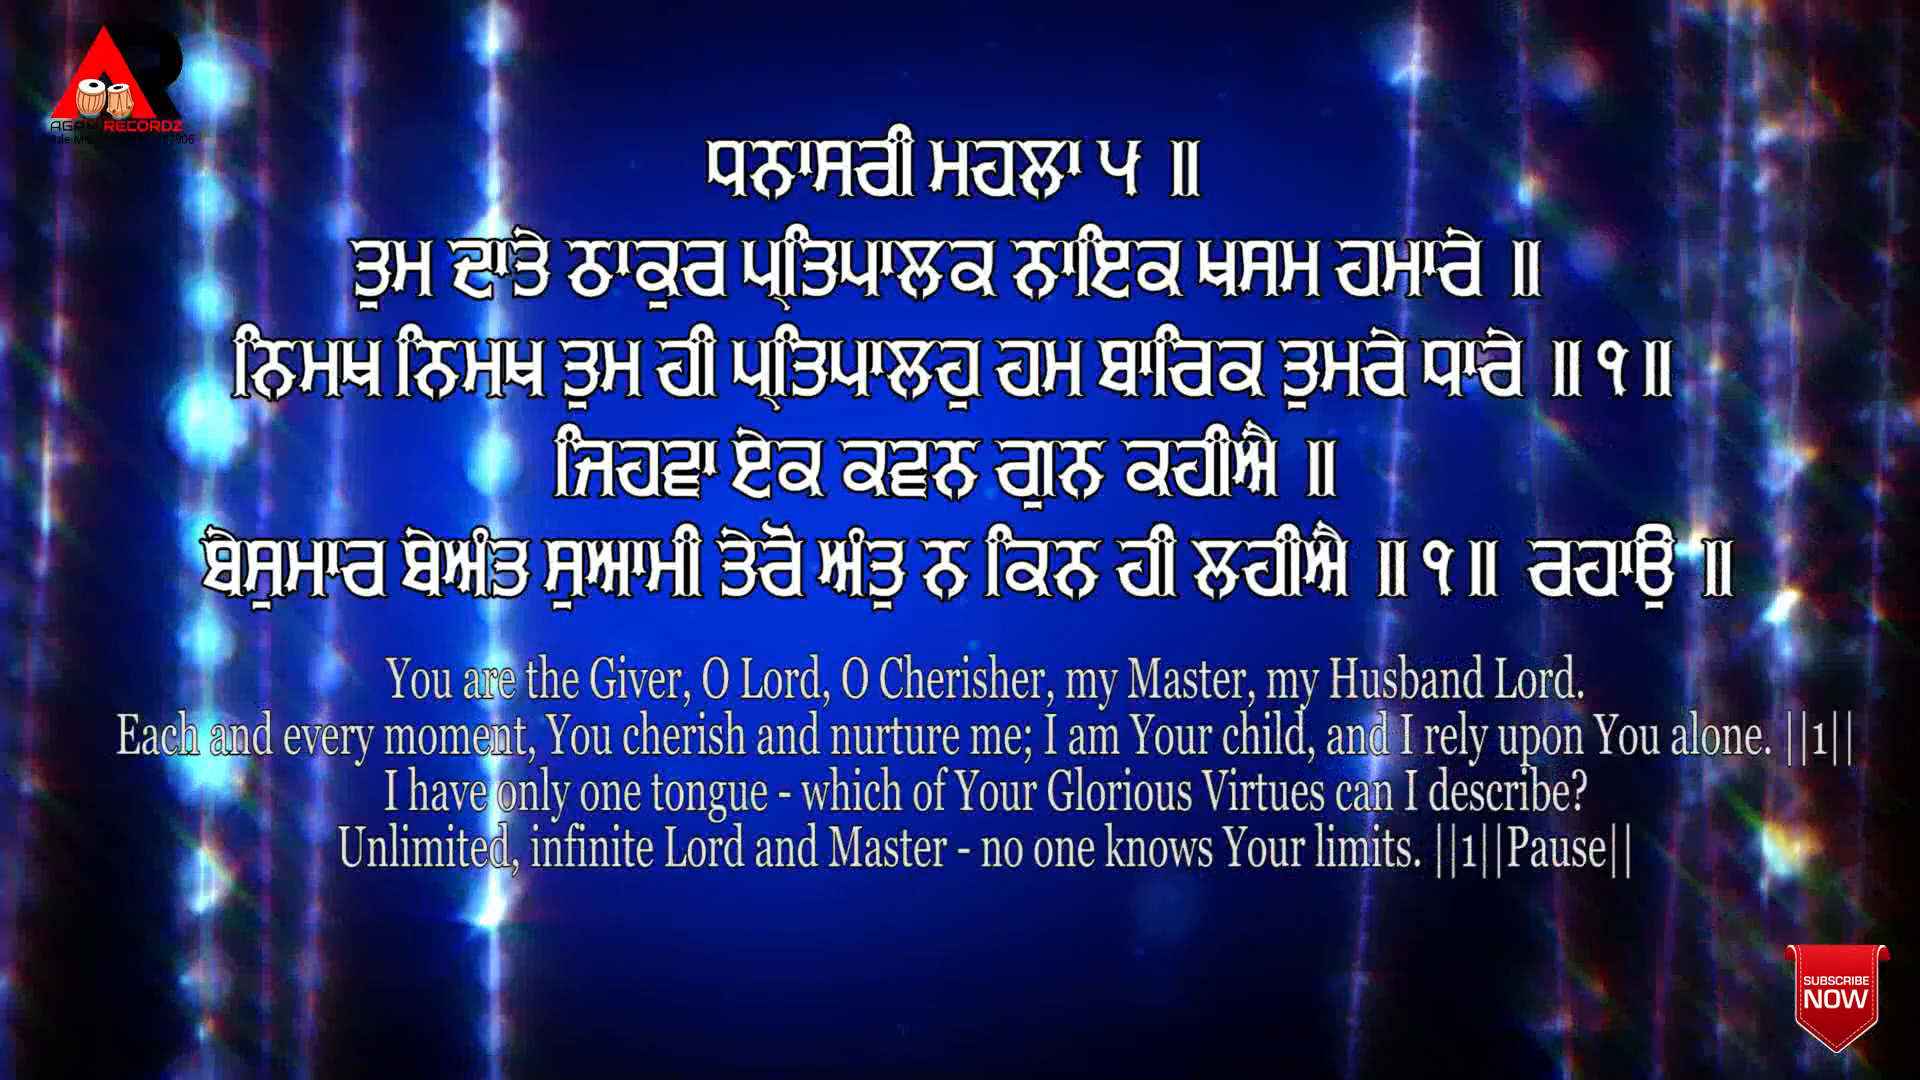 AGAM RECORDZ
ਧਨਾਸਰੀ ਮਹਲਾ ੫ ॥
ਤੁਮ ਦਾਤੇ ਠਾਕੁਰ ਪ੍ਰਤਿਪਾਲਕ ਨਾਇਕ ਖਸਮ ਹਮਾਰੇ ॥
ਨਿਮਖ ਨਿਮਖ ਤੁਮ ਹੀ ਪ੍ਰਤਿਪਾਲਹੁ ਹਮ ਬਾਰਿਕ ਤੁਮਰੇ ਧਾਰੇ ॥੧॥
ਜਿਹਵਾ ਏਕ ਕਵਨ ਗੁਨ ਕਹੀਐ ॥
ਬੇਸੁਮਾਰ ਬੇਅੰਤ ਸੁਆਮੀ ਤੇਰੋ ਅੰਤੁ ਨ ਕਿਨ ਹੀ ਲਹੀਐ ॥੧॥ ਰਹਾਉ ॥
You are the Giver, O Lord, O Cherisher, my Master, my Husband Lord.
Each and every moment, You cherish and nurture me; I am Your child, and I rely upon You alone. ||1||
I have only one tongue - which of Your Glorious Virtues can I describe?
Unlimited, infinite Lord and Master - no one knows Your limits. ||1||Pause||
SUBSCRIBE
NOW